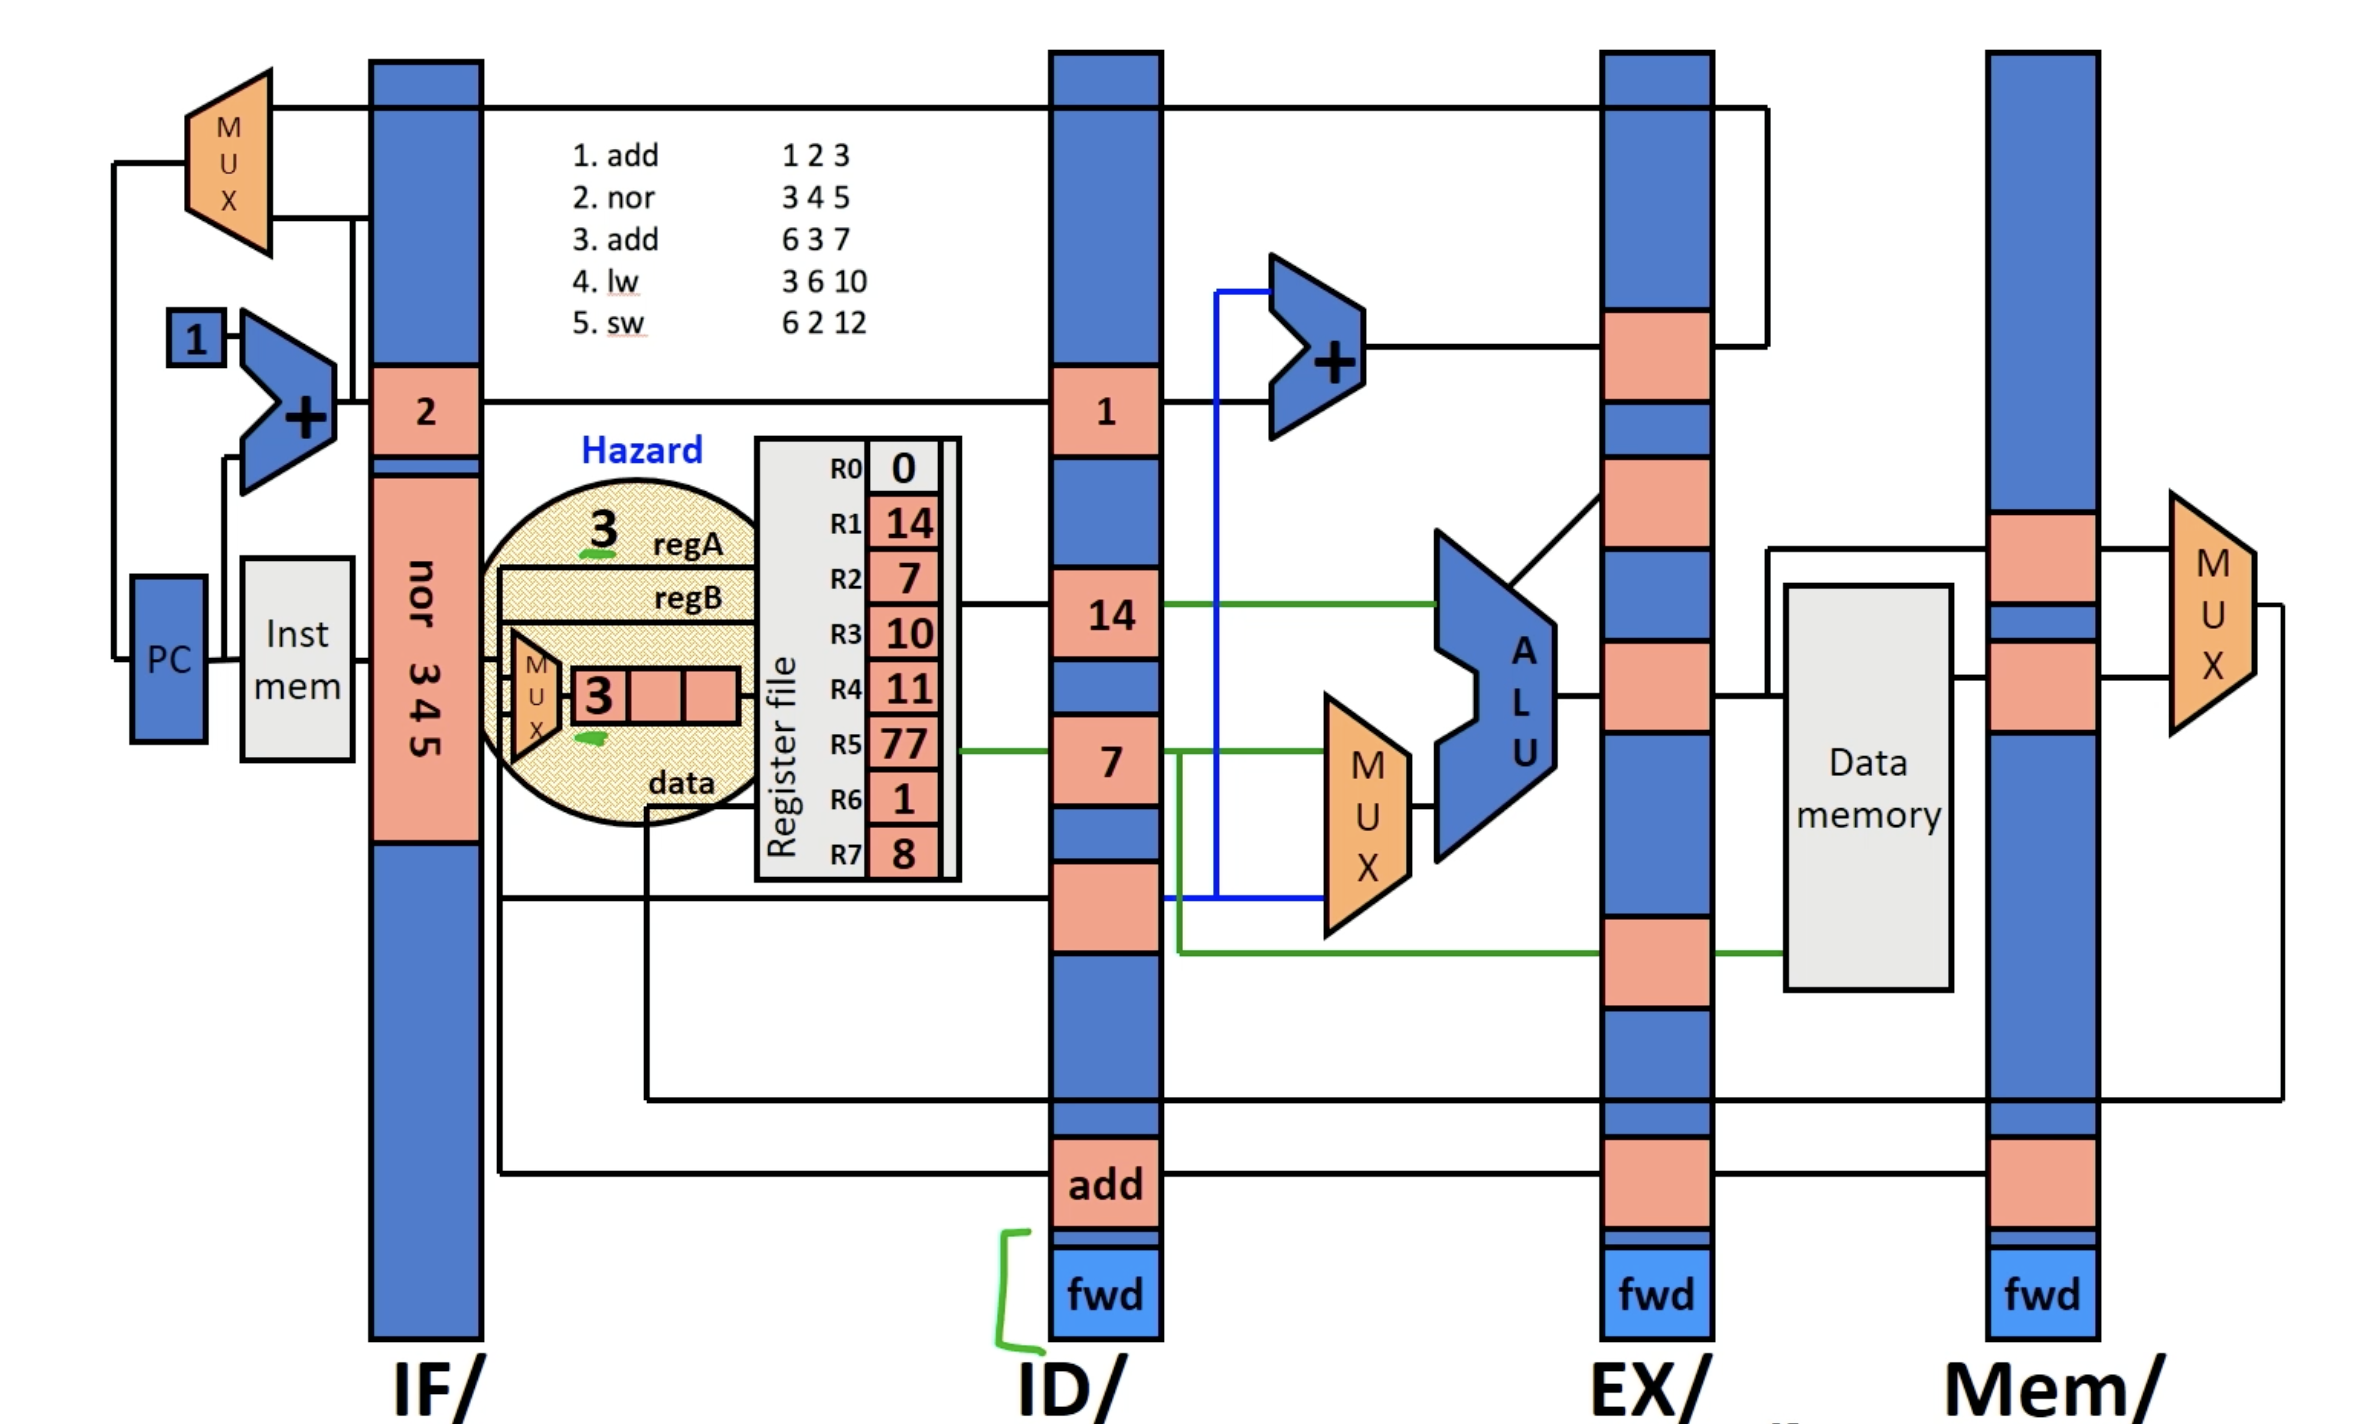 1. add 1 2 3
2. nor 3 4 5
3. add 6 3 7
4. lw 3 6 10
5. sw 6 2 12
M
U
X
1
+
2
1
+
Hazard
3
regA
regB
M
U
X
3
data
Register file
R0 0
R1 14
R2 7
R3 10
R4 11
R5 77
R6 1
R7 8
PC
Inst
mem
nor 3 4 5
14
7
M
U
X
A
L
U
Data
memory
M
U
X
add
fwd
fwd
fwd
IF/
ID/
EX/
Mem/